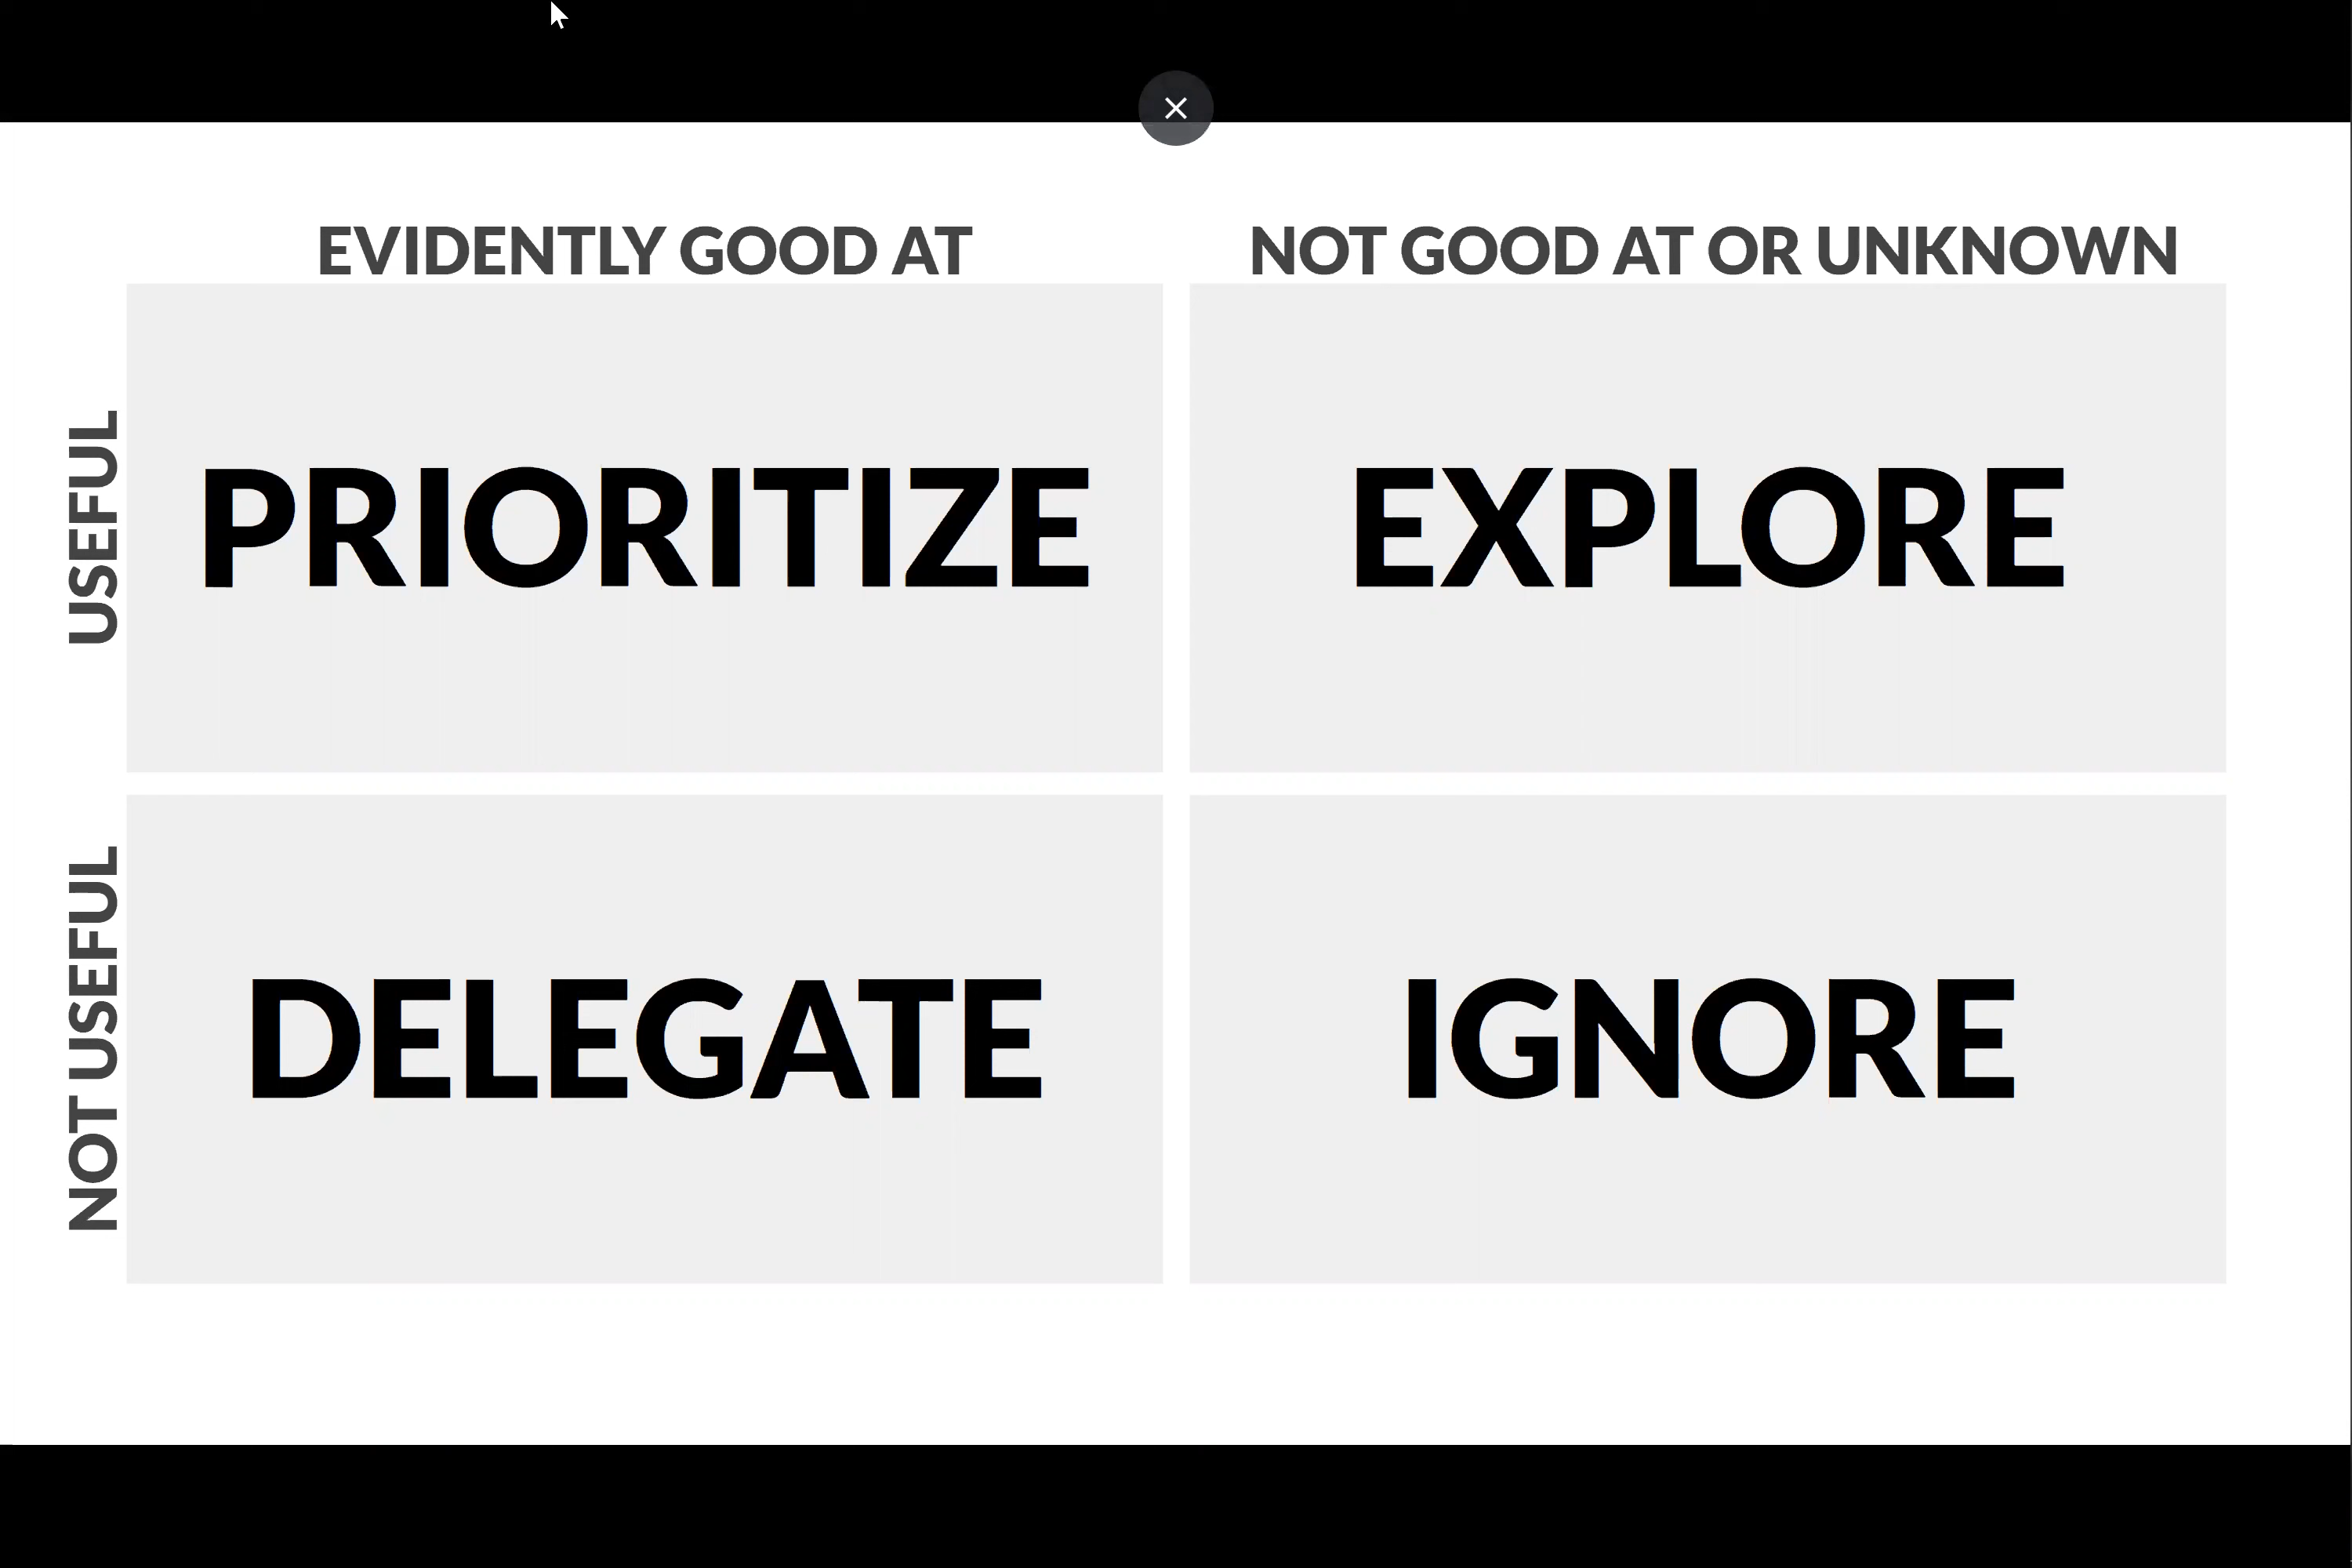 EVIDENTLY GOOD AT
NOT GOOD AT OR UNKNOWN
USEFUL
PRIORITIZE
EXPLORE
NOT USEFUL
DELEGATE
IGNORE